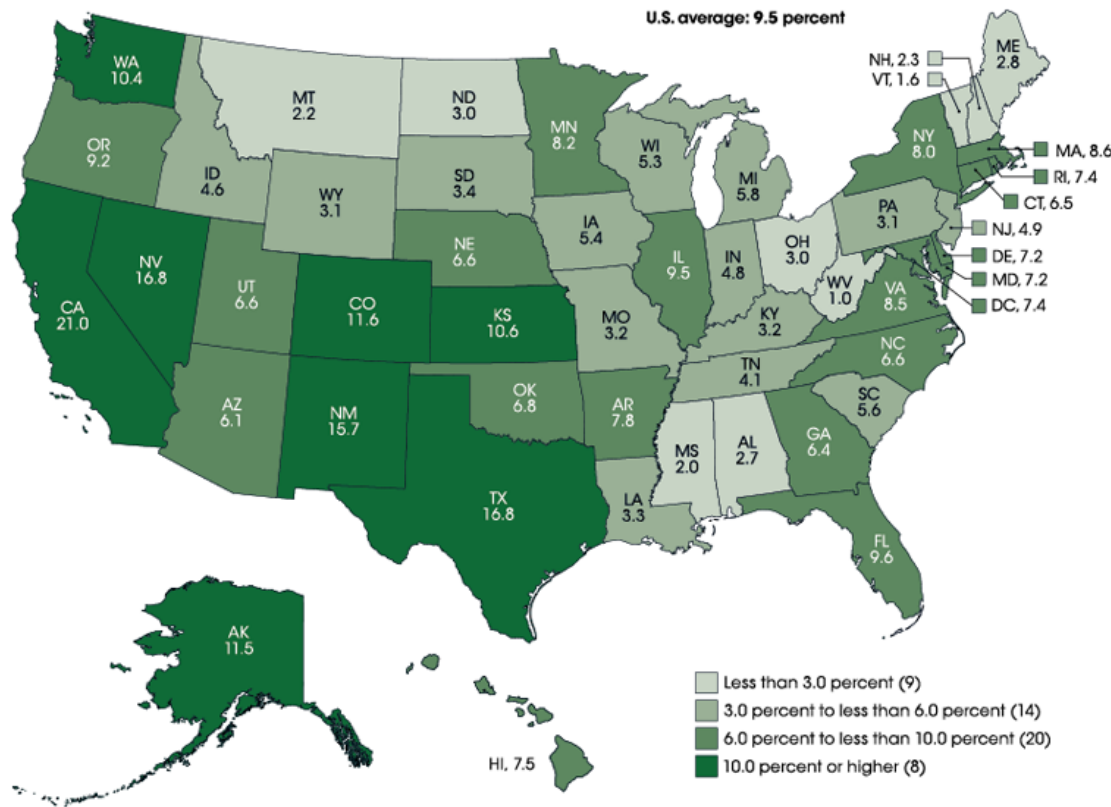 U.S. average: 9.5 percent
WA
10.4
OR
9.2
CA
21.0
NV
16.8
ID
4.6
MT
2.2
WY
3.1
UT
6.6
AZ
6.1
CO
11.6
NM
15.7
ND
3.0
SD
3.4
NE
6.6
KS
10.6
OK
6.8
TX
16.8
MN
8.2
IA
5.4
MO
3.2
AR
7.8
LA
3.3
WI
5.3
IL
9.5
MI
5.8
IN
4.8
OH
3.0
KY
3.2
TN
4.1
MS
2.0
AL
2.7
GA
6.4
FL
9.6
SC
5.6
NC
6.6
VA
8.5
WV
1.0
PA
3.1
NY
8.0
ME
2.8
NH, 2.3
VT, 1.6
MA, 8.6
RI, 7.4
CT, 6.5
NJ, 4.9
DE, 7.2
MD, 7.2
DC, 7.4
AK
11.5
HI, 7.5
Less than 3.0 percent (9)
3.0 percent to less than 6.0 percent (14)
6.0 percent to less than 10.0 percent (20)
10.0 percent or higher (8)